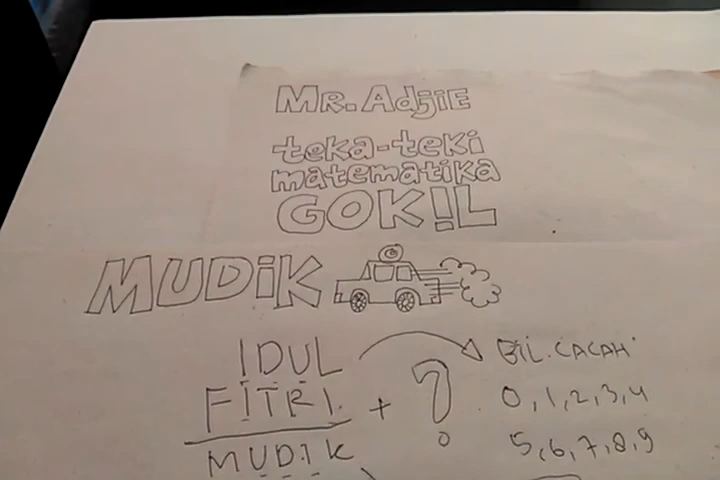 MR. AdjiE
teka-teki
matematika
GOK!L
MUDiK
IDUL
FITRI
+ ?
MUDIK
BIL. CACAH
0, 1, 2, 3, 4
5, 6, 7, 8, 9